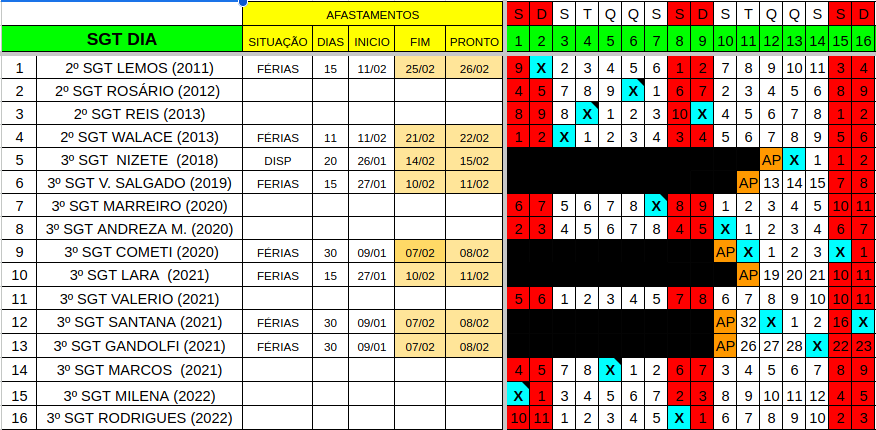 AFASTAMENTOS S D S T Q Q S S D S T Q Q S S D
SGT DIA SITUAÇÃO DIAS INICIO FIM PRONTO 1 2 3 4 5 6 7 8 9 10 11 12 13 14 15 16
1 2º SGT LEMOS (2011) FÉRIAS 15 11/02 25/02 26/02 9 X 2 3 4 5 6 1 2 7 8 9 10 11 3 4
2 2º SGT ROSÁRIO (2012) 4 5 7 8 9 X 1 6 7 2 3 4 5 6 8 9
3 2º SGT REIS (2013) 8 9 8 X 1 2 3 10 X 4 5 6 7 8 1 2
4 2º SGT WALACE (2013) FÉRIAS 11 11/02 21/02 22/02 1 2 X 1 2 3 4 3 4 5 6 7 8 9 5 6
5 3º SGT NIZETE (2018) DISP 20 26/01 14/02 15/02 AP X 1 1 2
6 3º SGT V. SALGADO (2019) FERIAS 15 27/01 10/02 11/02 AP 13 14 15 7 8
7 3º SGT MARREIRO (2020) 6 7 5 6 7 8 X 8 9 1 2 3 4 5 10 11
8 3º SGT ANDREZA M. (2020) 2 3 4 5 6 7 8 4 5 X 1 2 3 4 6 7
9 3º SGT COMETI (2020) FÉRIAS 30 09/01 07/02 08/02 AP X 1 2 3 X 1
10 3º SGT LARA (2021) FÉRIAS 15 27/01 10/02 11/02 AP 19 20 21 10 11
11 3º SGT VALERIO (2021) 5 6 1 2 3 4 5 7 8 6 7 8 9 10 10 11
12 3º SGT SANTANA (2021) FÉRIAS 30 09/01 07/02 08/02 AP 32 X 1 2 16 X
13 3º SGT GANDOLFI (2021) FÉRIAS 30 09/01 07/02 08/02 AP 26 27 28 X 22 23
14 3º SGT MARCOS (2021) 4 5 7 8 X 1 2 6 7 3 4 5 6 7 8 9
15 3º SGT MILENA (2022) X 1 3 4 5 6 7 2 3 8 9 10 11 12 4 5
16 3º SGT RODRIGUES (2022) 10 11 1 2 3 4 5 X 1 6 7 8 9 10 2 3